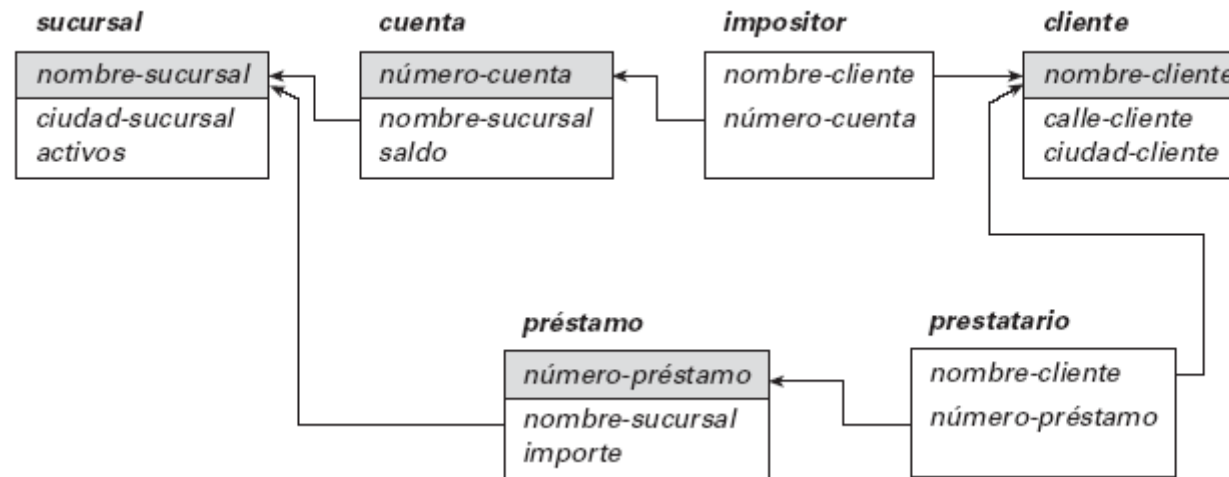 sucursal
nombre-sucursal
ciudad-sucursal
activos
cuenta
número-cuenta
nombre-sucursal
saldo
impositor
nombre-cliente
número-cuenta
cliente
nombre-cliente
calle-cliente
ciudad-cliente
préstamo
número-préstamo
nombre-sucursal
importe
prestatario
nombre-cliente
número-préstamo